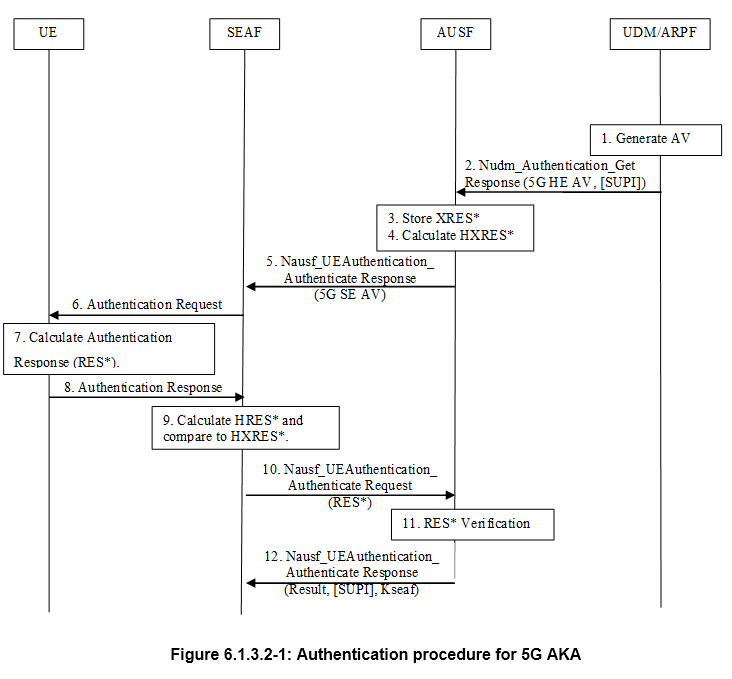 UE
SEAF
AUSF
UDM/ARPF
1. Generate AV
2. Nudm_Authentication_Get
Response (5G HE AV, [SUPI])
3. Store XRES*
4. Calculate HXRES*
5. Nausf_UEAuthentication_
Authenticate Response
(5G SE AV)
6. Authentication Request
7. Calculate Authentication
Response (RES*).
8. Authentication Response
9. Calculate HRES* and
compare to HXRES*.
10. Nausf_UEAuthentication_
Authenticate Request
(RES*)
11. RES* Verification
12. Nausf_UEAuthentication_
Authenticate Response
(Result, [SUPI], Kseaf)
Figure 6.1.3.2-1: Authentication procedure for 5G AKA